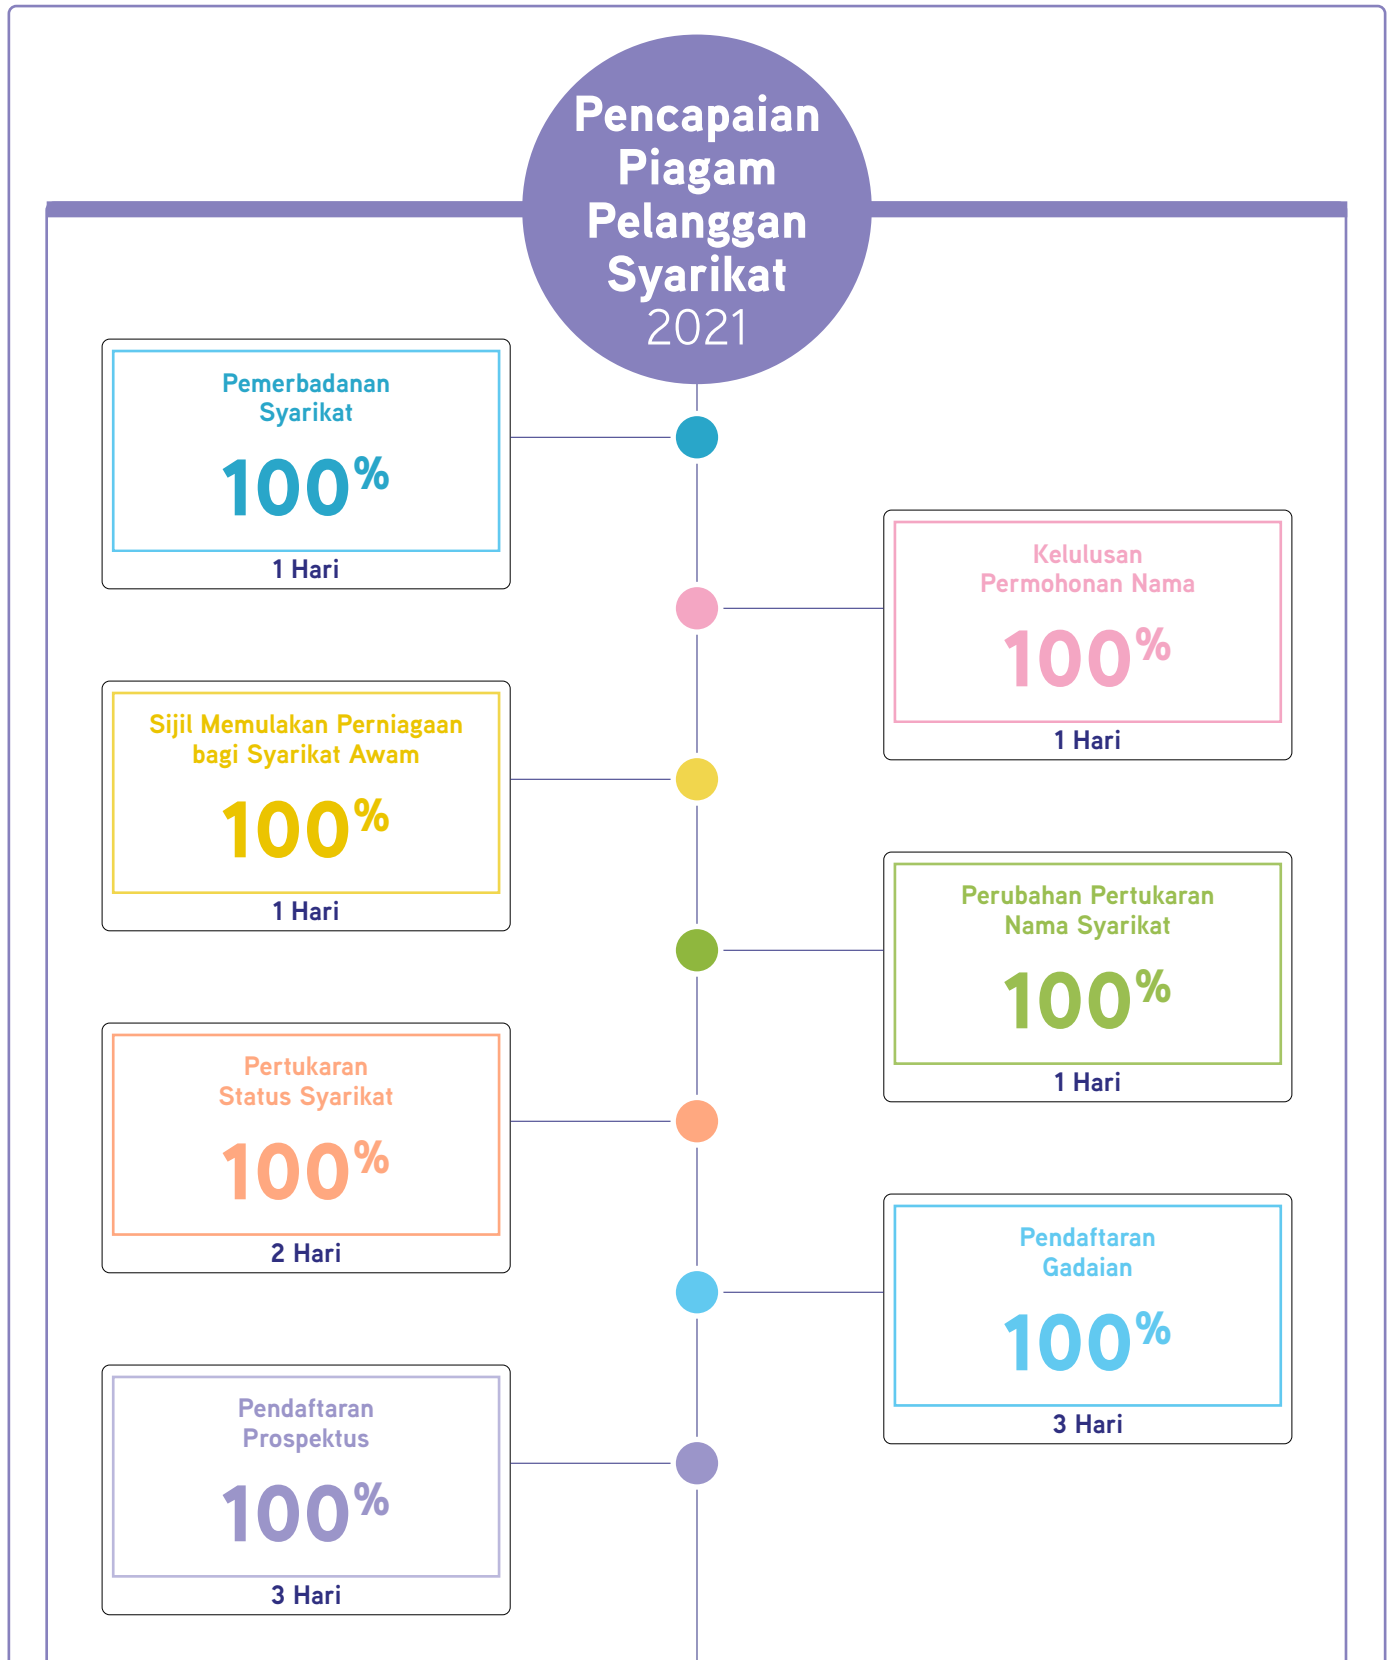 Pencapaian
Piagam
Pelanggan
Syarikat
2021
Pemerbadanan
Syarikat
100%
1 Hari
Kelulusan
Permohonan Nama
100%
1 Hari
Sijil Memulakan Perniagaan
bagi Syarikat Awam
100%
1 Hari
Perubahan Pertukaran
Nama Syarikat
100%
1 Hari
Pertukaran
Status Syarikat
100%
2 Hari
Pendaftaran
Gadaian
100%
3 Hari
Pendaftaran
Prospektus
100%
3 Hari